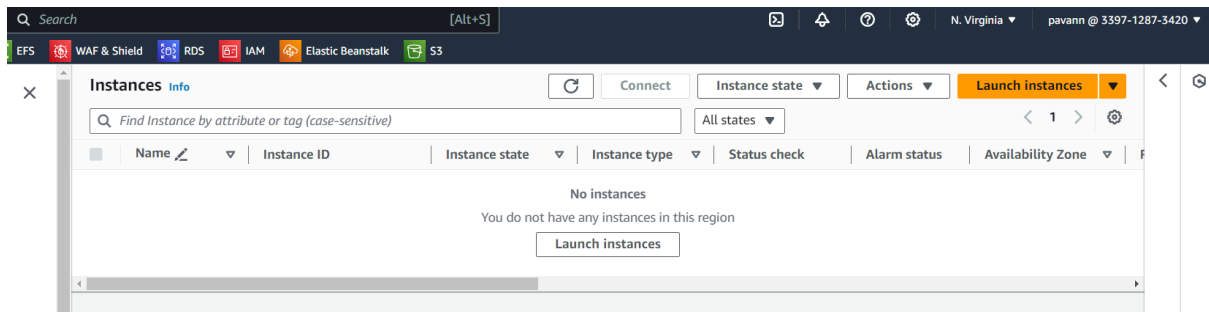 Search [Alt+S] N. Virginia ▼ pavann @ 3397-1287-3420 ▼
EFS WAF & Shield RDS IAM Elastic Beanstalk S3
Instances Info Connect Instance state ▼ Actions ▼ Launch instances ▼
Find Instance by attribute or tag (case-sensitive) All states ▼ 1
Name Instance ID Instance state Instance type Status check Alarm status Availability Zone
No instances
You do not have any instances in this region
Launch instances